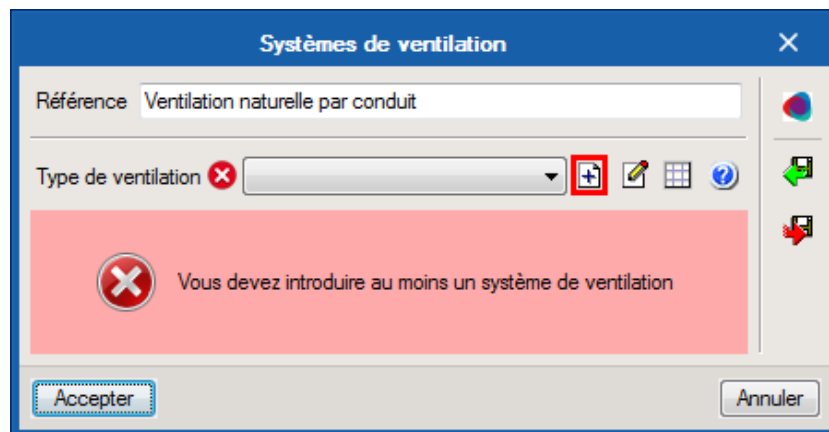 Systèmes de ventilation
Référence Ventilation naturelle par conduit
Type de ventilation
Vous devez introduire au moins un système de ventilation
Accepter Annuler